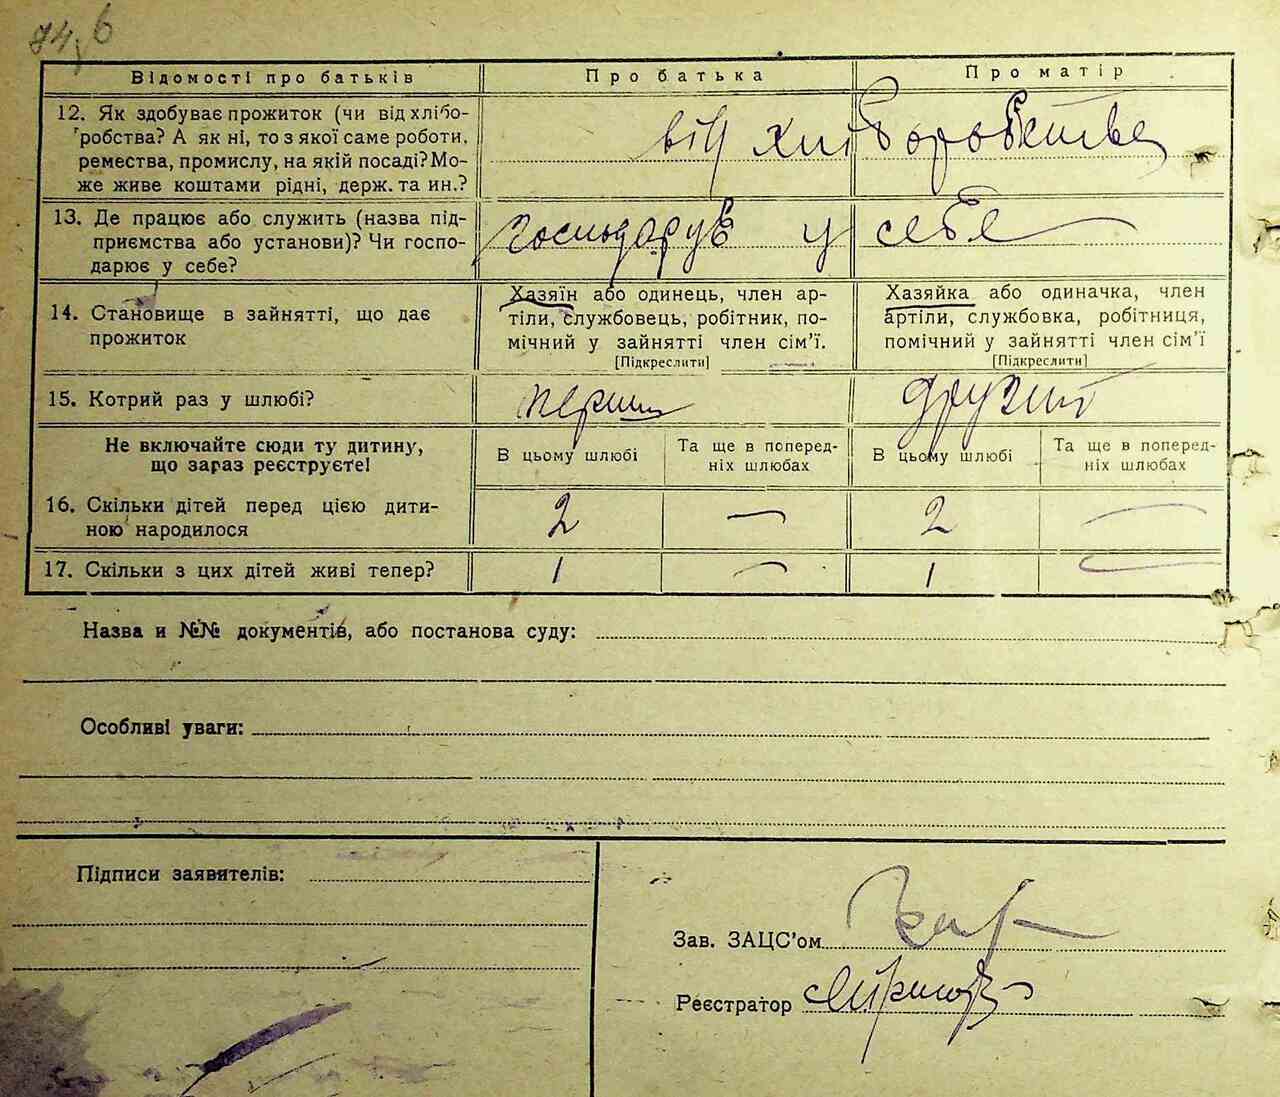 74, б
Відомості про батьків Про батька Про матір
12. Як здобуває прожиток (чи від хлібо-
робства? А як ні, то з якої саме роботи,
ремества, промислу, на якій посаді? Мо-
же живе коштами рідні, держ. та ин.?
від хліборобства
13. Де працює або служить (назва під-
приємства або установи)? Чи госпо-
дарює у себе?
господарує у себе
14. Становище в зайнятті, що дає
прожиток
Хазяїн або одинець, член ар-
тіли, службовець, робітник, по-
мічний у зайнятті член сім’ї.
[Підкреслити]
Хазяйка або одиначка, член
артіли, службовка, робітниця,
помічний у зайнятті член сім’ї
[Підкреслити]
15. Котрий раз у шлюбі? перший другий
Не включайте сюди ту дитину,
що зараз реєструєте!
В цьому шлюбі
Та ще в поперед-
ніх шлюбах
В цьому шлюбі
Та ще в поперед-
ніх шлюбах
16. Скільки дітей перед цією дити-
ною народилося
2 — 2 —
17. Скільки з цих дітей живі тепер? 1 — 1 —
Назва и №№ документів, або постанова суду:
Особливі уваги:
Підписи заявителів:
Зав. ЗАЦС’ом
Реєстратор